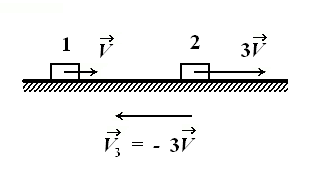 1 V⃗ 2 3V⃗
V⃗₃ = - 3V⃗